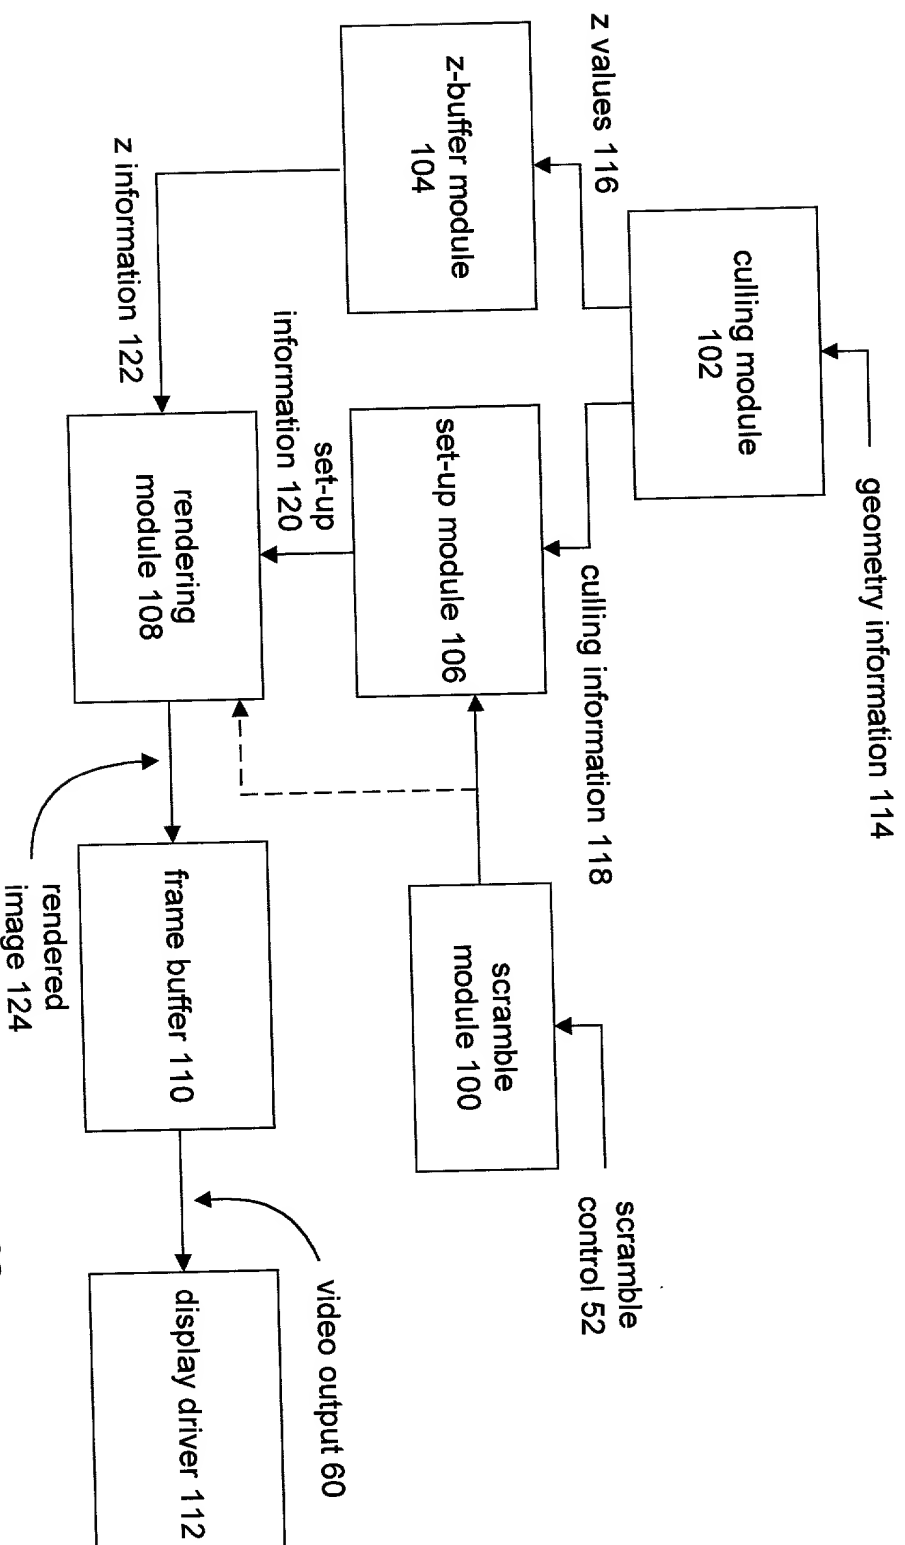 geometry information 114
culling module
102
z values 116
culling information 118
scramble
control 52
z-buffer module
104
set-up module 106
scramble
module 100
set-up
information 120
z information 122
rendering
module 108
frame buffer 110
display driver 112
video output 60
rendered
image 124